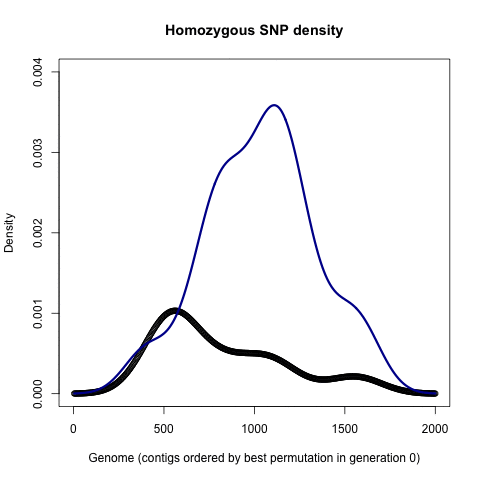 Homozygous SNP density
Density
0.004
0.003
0.002
0.001
0.000
0 500 1000 1500 2000
Genome (contigs ordered by best permutation in generation 0)